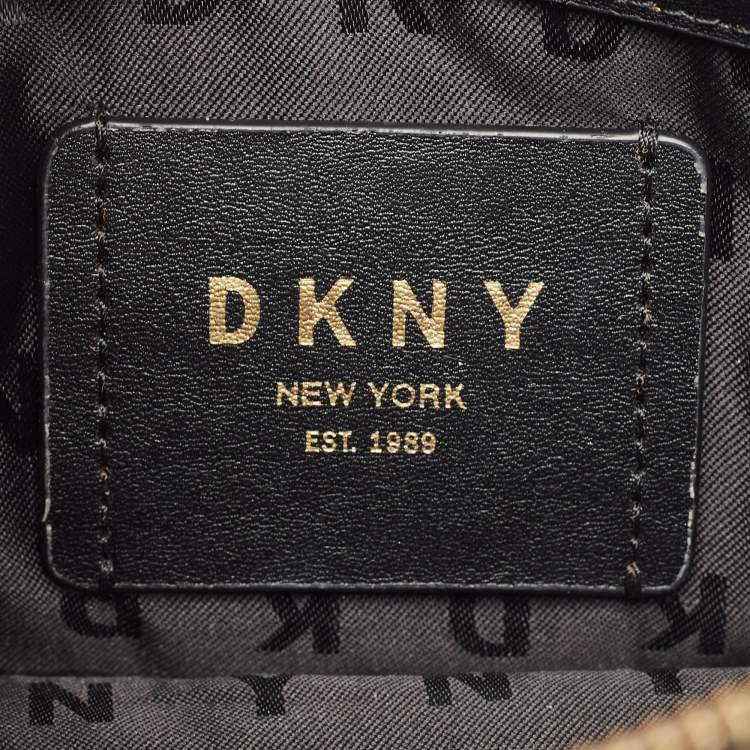 DKNY
NEW YORK
EST. 1989
K D K
N Y N D